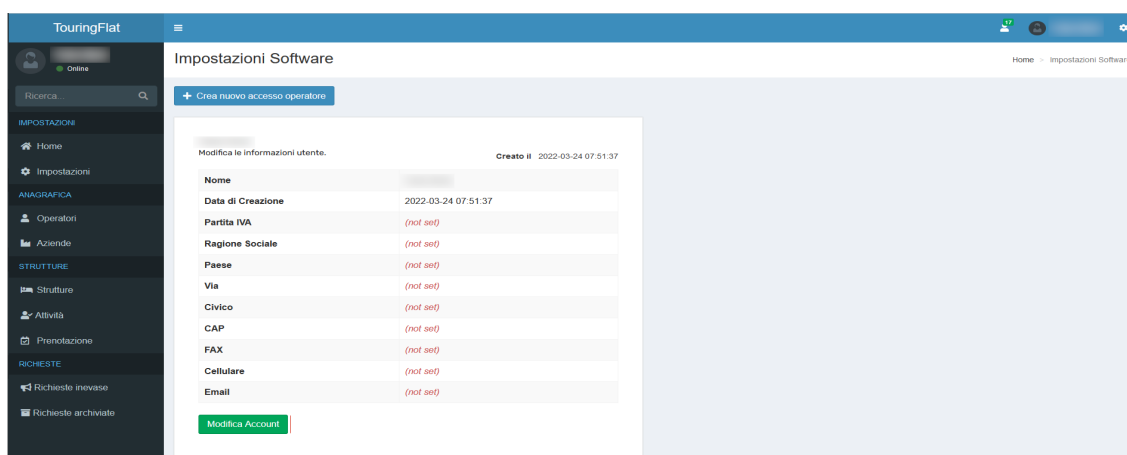 TouringFlat
17
Online
Impostazioni Software
Home > Impostazioni Softwar
Ricerca...
+ Crea nuovo accesso operatore
IMPOSTAZIONI
Home
Impostazioni
ANAGRAFICA
Operatori
Aziende
STRUTTURE
Strutture
Attività
Prenotazione
RICHIESTE
Richieste inevase
Richieste archiviate
Modifica le informazioni utente.
Creato il 2022-03-24 07:51:37
Nome
Data di Creazione 2022-03-24 07:51:37
Partita IVA (not set)
Ragione Sociale (not set)
Paese (not set)
Via (not set)
Civico (not set)
CAP (not set)
FAX (not set)
Cellulare (not set)
Email (not set)
Modifica Account